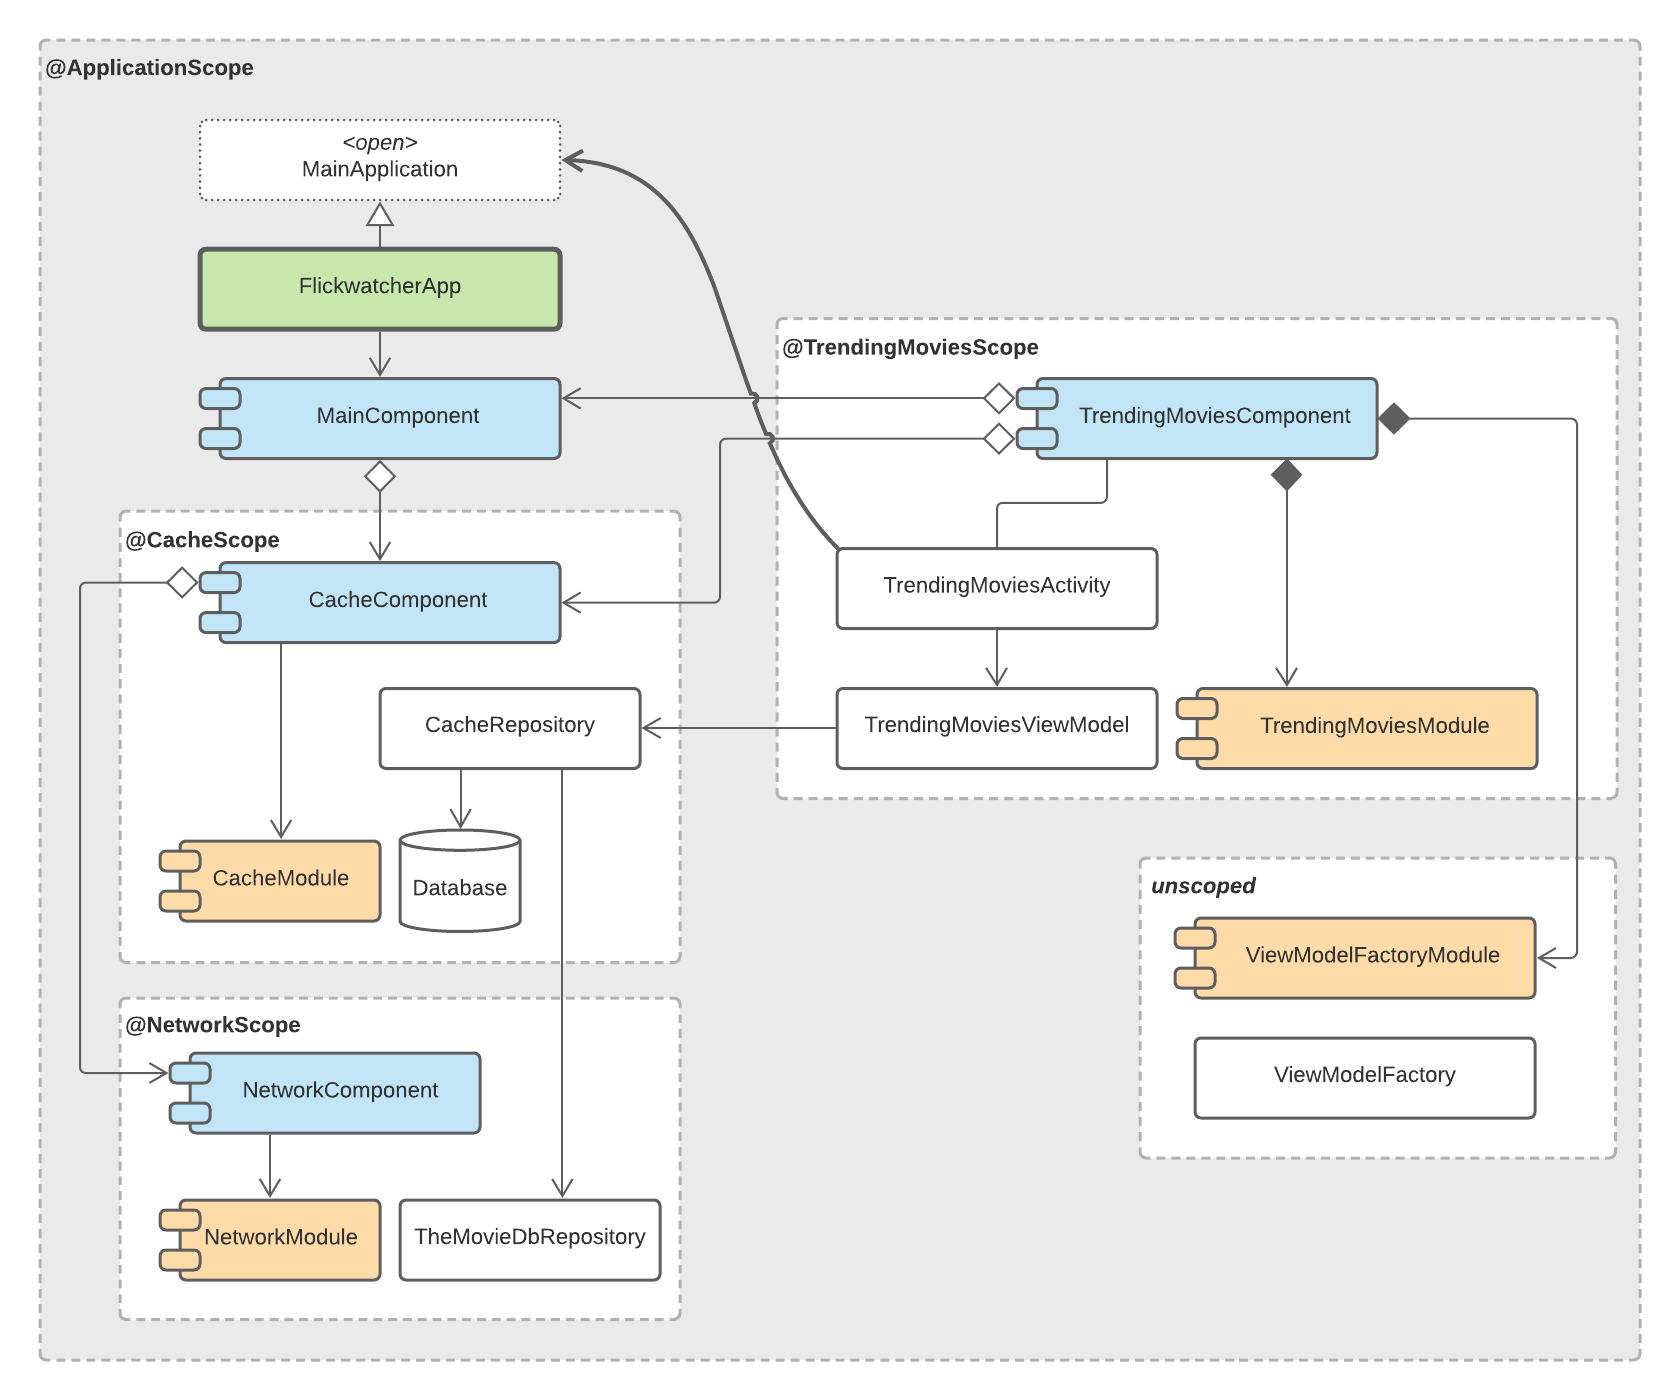 @ApplicationScope
<open>
MainApplication
FlickwatcherApp
@TrendingMoviesScope
MainComponent
TrendingMoviesComponent
@CacheScope
CacheComponent
TrendingMoviesActivity
CacheRepository
TrendingMoviesViewModel
TrendingMoviesModule
CacheModule
Database
unscoped
ViewModelFactoryModule
@NetworkScope
NetworkComponent
ViewModelFactory
NetworkModule
TheMovieDbRepository